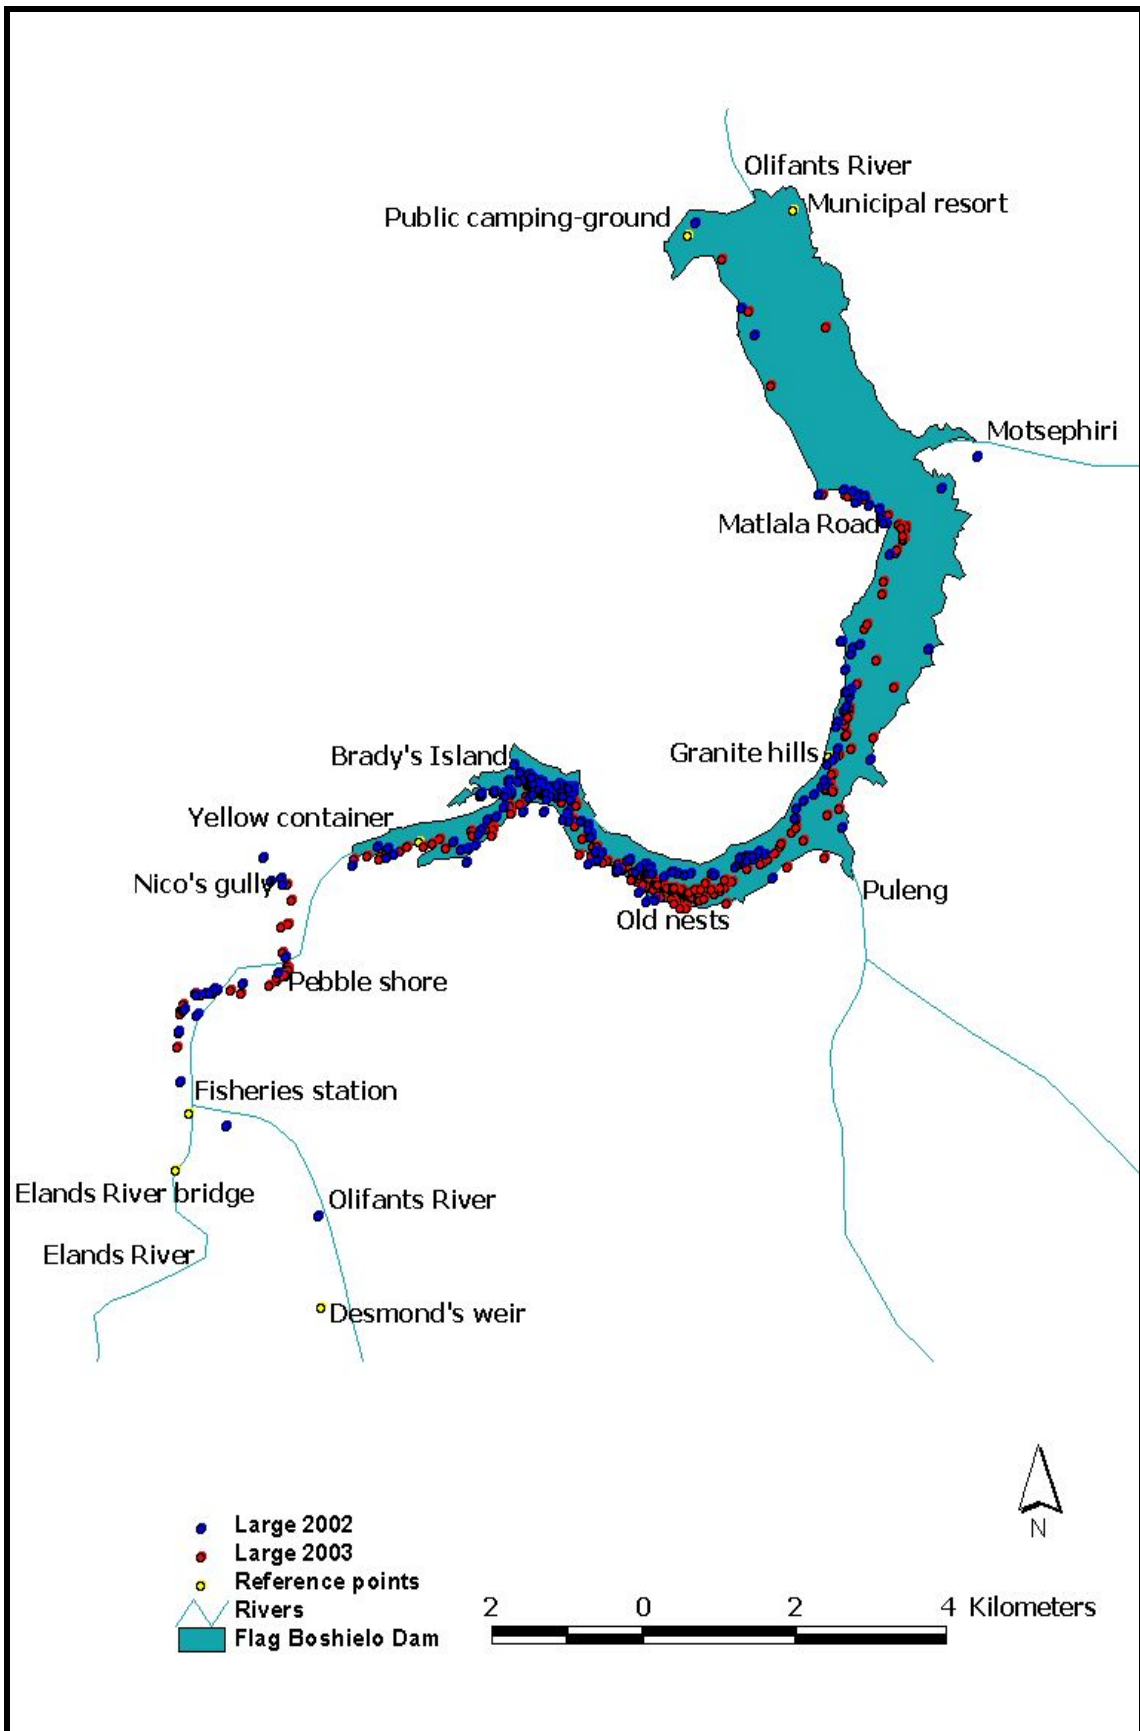 Olifants River
Municipal resort
Public camping-ground
Motsephiri
Matlala Road
Granite hills
Brady's Island
Yellow container
Nico's gully
Puleng
Old nests
Pebble shore
Fisheries station
Elands River bridge
Olifants River
Elands River
Desmond's weir
N
Large 2002
Large 2003
Reference points
Rivers
Flag Boshielo Dam
2 0 2 4 Kilometers